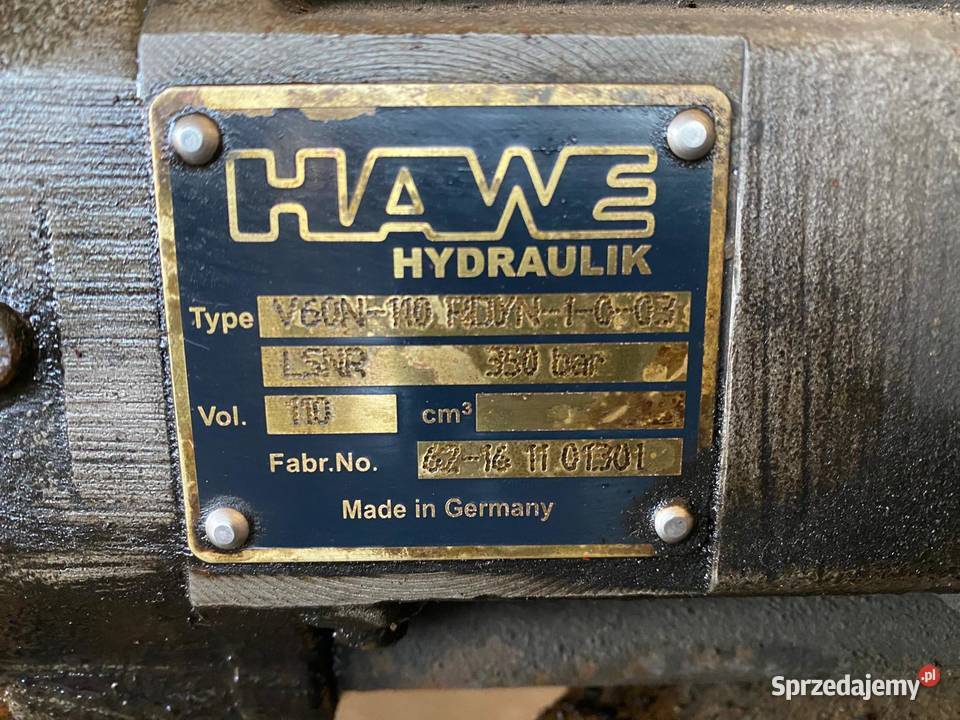 HAWE
HYDRAULIK
Type V60N-110 RDYN-1-0-03
LSNR 350 bar
Vol. 110 cm³
Fabr.No. 62-16 11 01301
Made in Germany
Sprzedajemy.pl